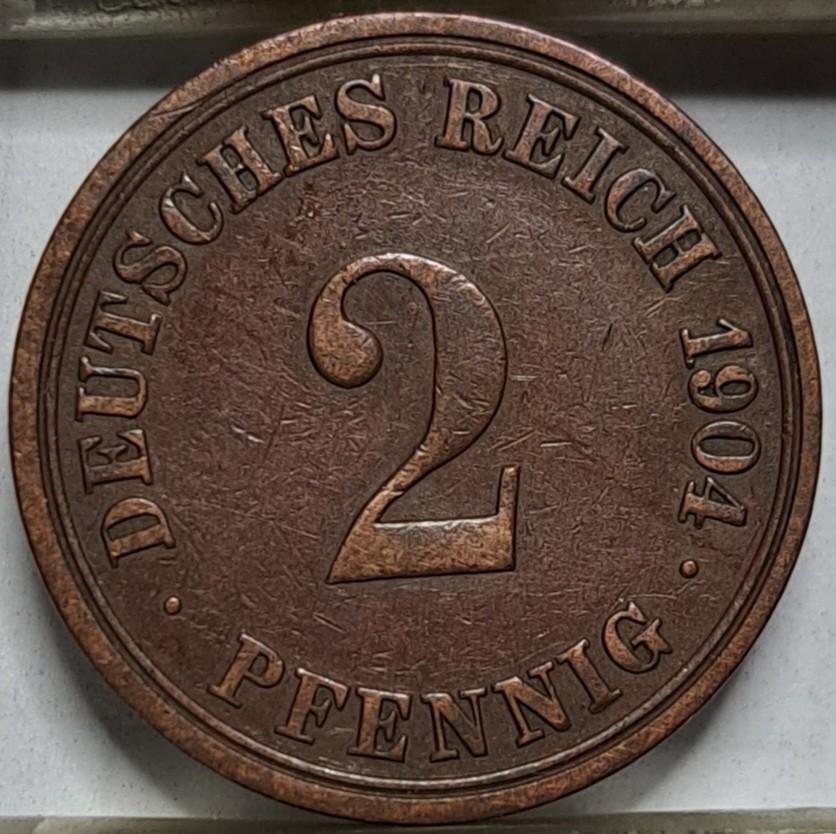 DEUTSCHES REICH 1904
2
· PFENNIG ·